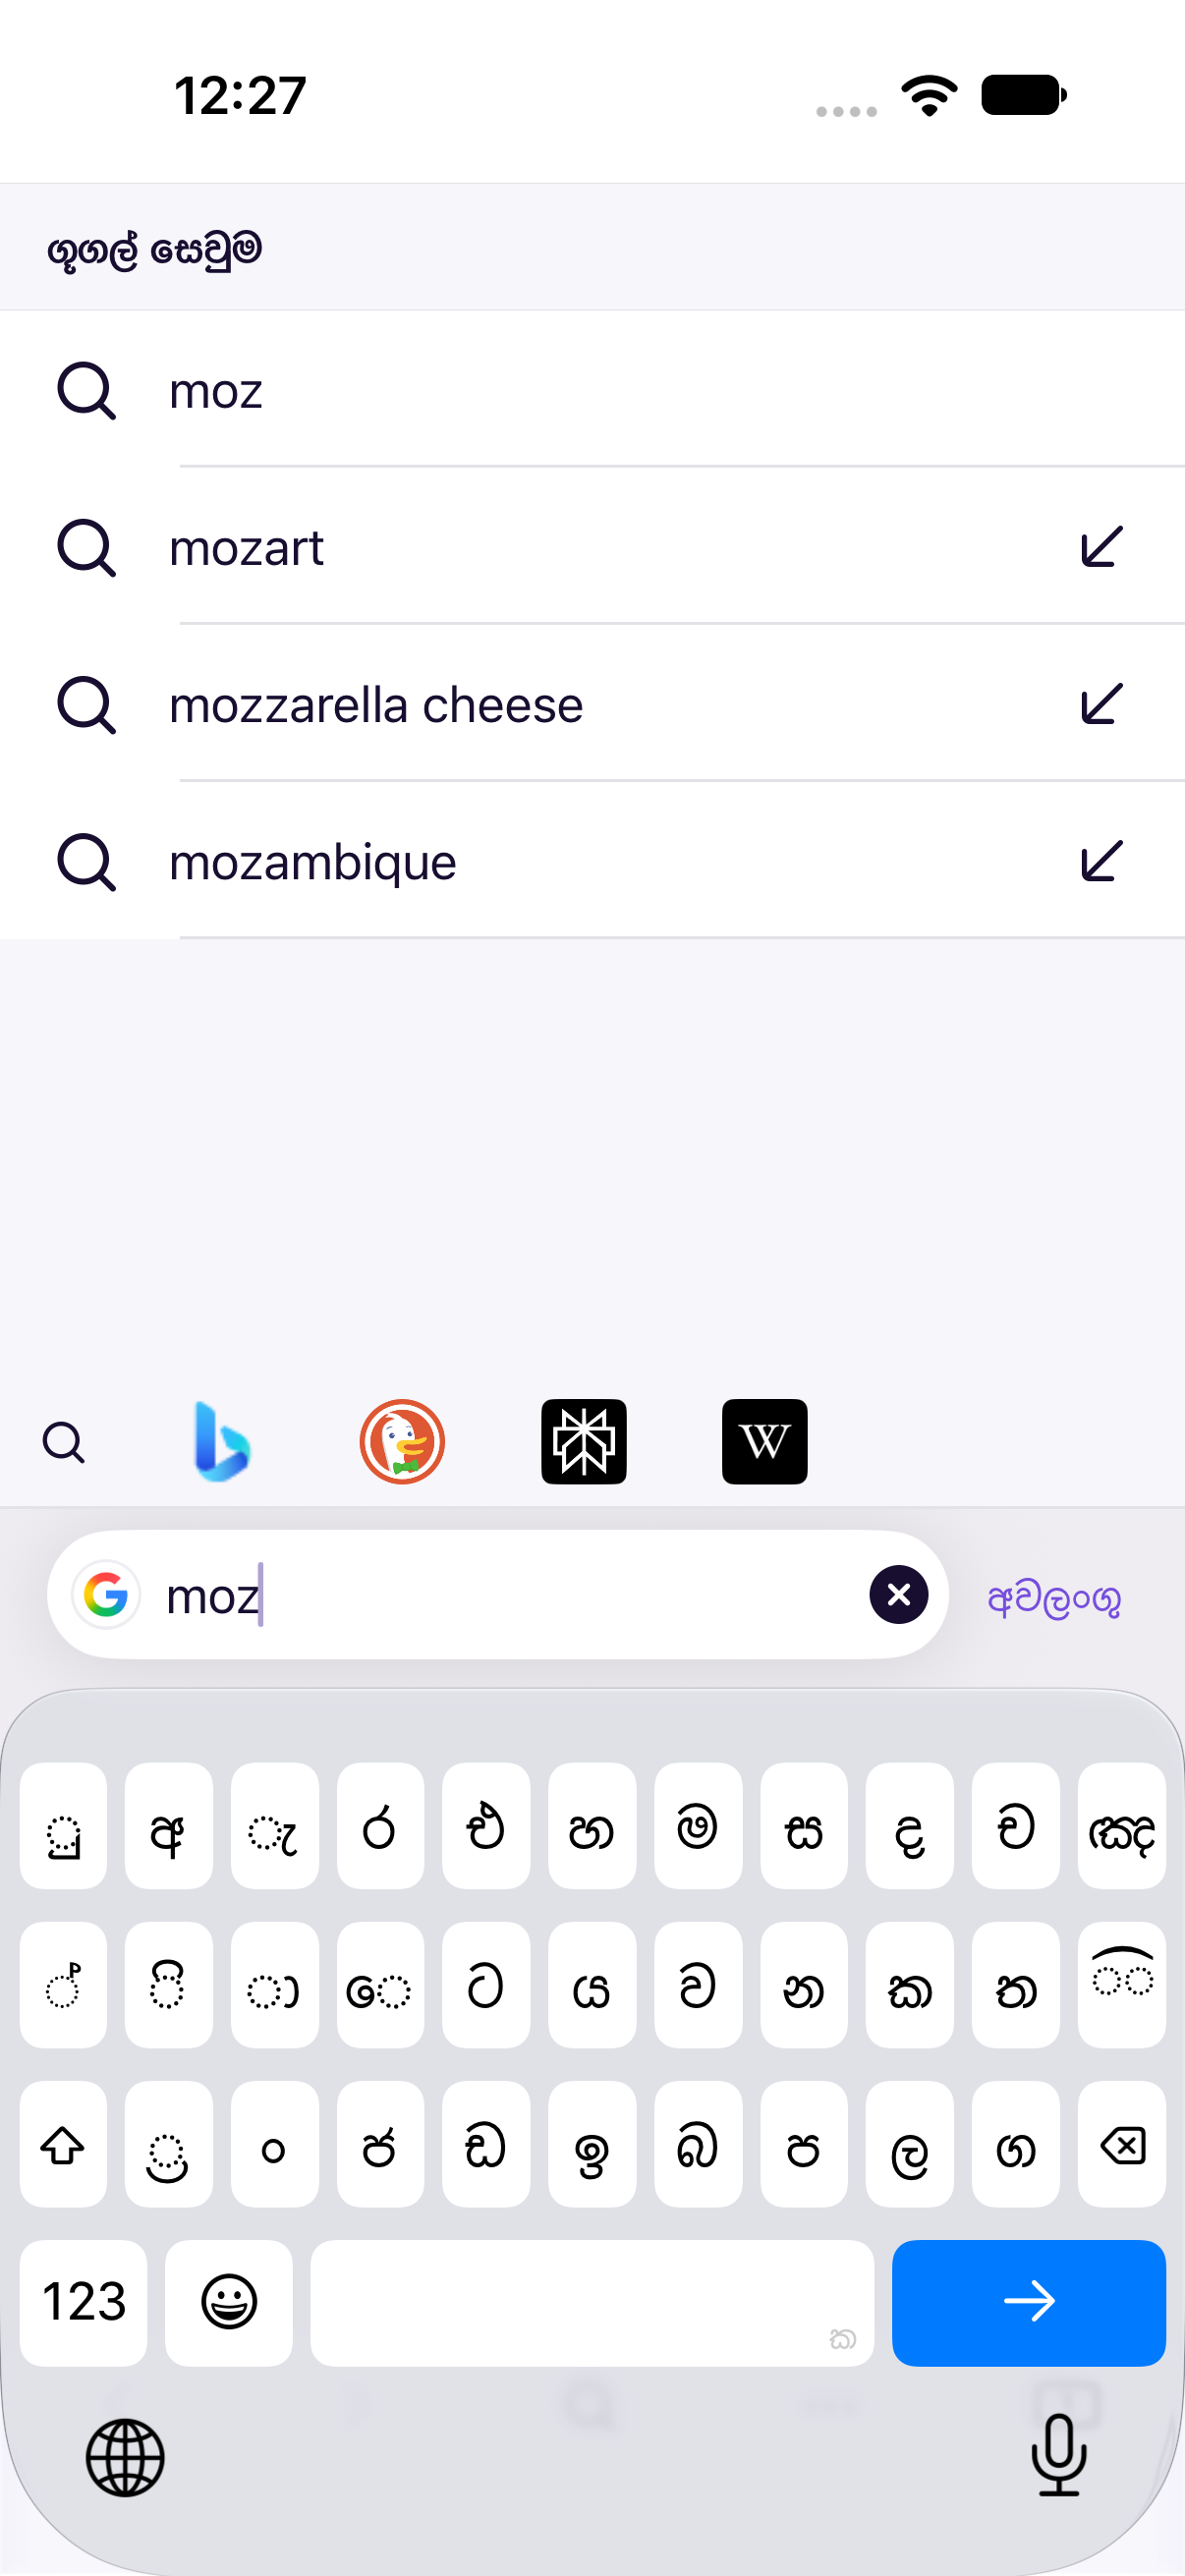 12:27
ගූගල් සෙවුම
moz
mozart
mozzarella cheese
mozambique
W
moz
අවලංගු
ු අ ැ ර එ හ ම ස ද ච ඤ
් ි ා ෙ ට ය ව න ක ත
ං ජ ඩ ඉ බ ප ල ග
123
ක